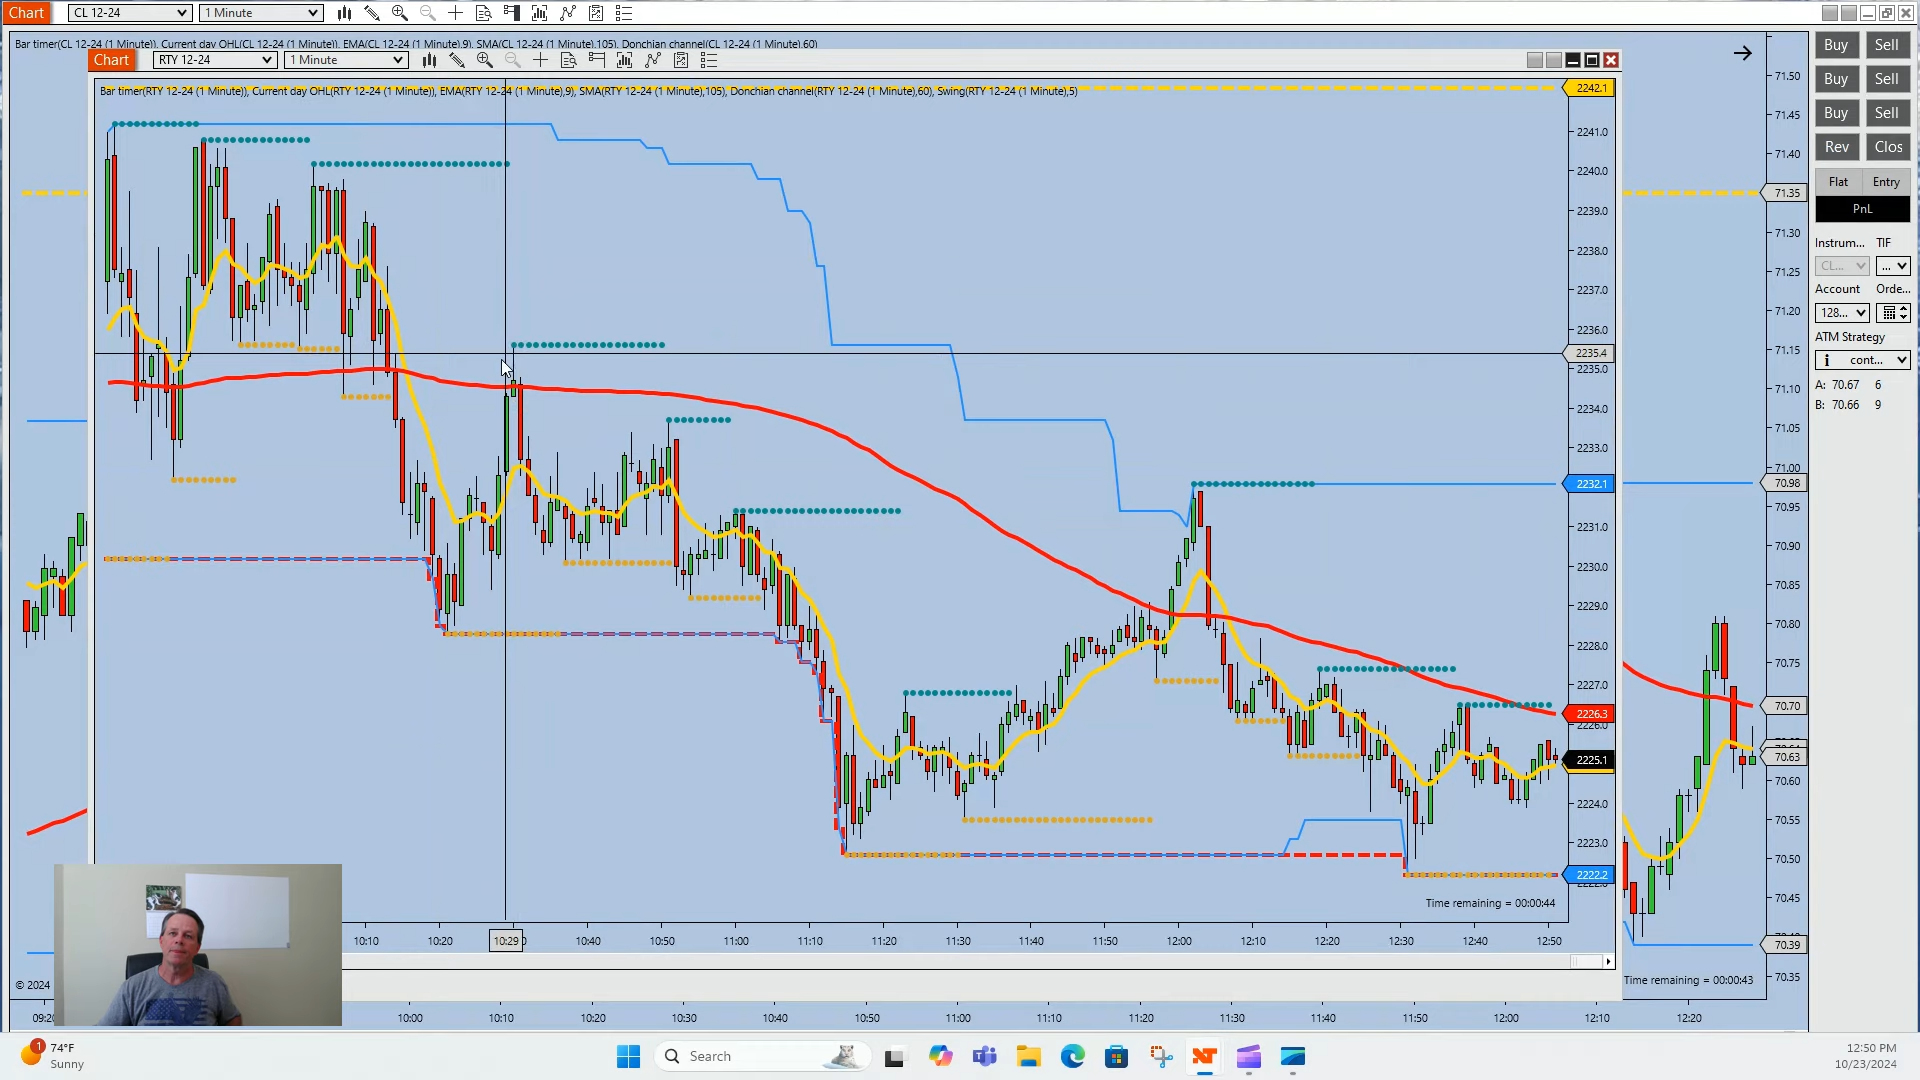 Chart CL 12-24 1 Minute
Bar timer(CL 12-24 (1 Minute)), Current day OHL(CL 12-24 (1 Minute)), EMA(CL 12-24 (1 Minute),9), SMA(CL 12-24 (1 Minute),105), Donchian channel(CL 12-24 (1 Minute),60)
Chart RTY 12-24 1 Minute
Bar timer(RTY 12-24 (1 Minute)), Current day OHL(RTY 12-24 (1 Minute)), EMA(RTY 12-24 (1 Minute),9), SMA(RTY 12-24 (1 Minute),105), Donchian channel(RTY 12-24 (1 Minute),60), Swing(RTY 12-24 (1 Minute),5)
2242.1
2241.0
2240.0
2239.0
2238.0
2237.0
2236.0
2235.4
2235.0
2234.0
2233.0
2232.1
2231.0
2230.0
2229.0
2228.0
2227.0
2226.3
2226.0
2225.1
2224.0
2223.0
2222.2
Time remaining = 00:00:44
10:10 10:20 10:29 10:40 10:50 11:00 11:10 11:20 11:30 11:40 11:50 12:00 12:10 12:20 12:30 12:40 12:50
71.50
71.45
71.40
71.35
71.30
71.25
71.20
71.15
71.10
71.05
71.00
70.98
70.95
70.90
70.85
70.80
70.75
70.70
70.63
70.60
70.55
70.50
70.45
70.39
70.35
Time remaining = 00:00:43
© 2024
09:20 10:00 10:10 10:20 10:30 10:40 10:50 11:00 11:10 11:20 11:30 11:40 11:50 12:00 12:10 12:20
Buy Sell
Buy Sell
Buy Sell
Rev Clos
Flat Entry
PnL
Instrum... TIF
CL... ...
Account Orde...
128...
ATM Strategy
i cont...
A: 70.67 6
B: 70.66 9
1
74°F
Sunny
Search
12:50 PM
10/23/2024